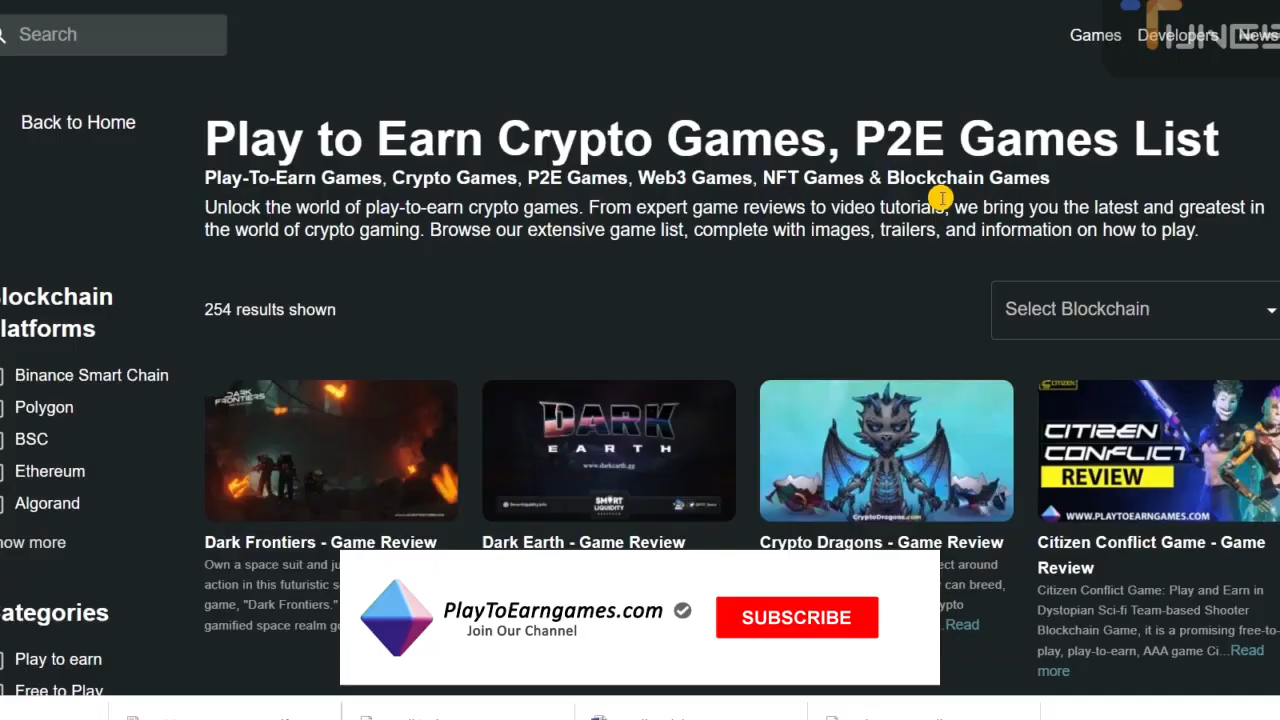 Search
Games Developers News
Back to Home
Play to Earn Crypto Games, P2E Games List
Play-To-Earn Games, Crypto Games, P2E Games, Web3 Games, NFT Games & Blockchain Games
Unlock the world of play-to-earn crypto games. From expert game reviews to video tutorials, we bring you the latest and greatest in
the world of crypto gaming. Browse our extensive game list, complete with images, trailers, and information on how to play.
lockchain
latforms
254 results shown
Select Blockchain
Binance Smart Chain
Polygon
BSC
Ethereum
Algorand
how more
ategories
Play to earn
Free to Play
DARK
FRONTIERS
DARK
EARTH
www.darkearth.gg
SMART
LIQUIDITY
CryptoDragons.com
CITIZEN
CITIZEN
CONFLICT
REVIEW
WWW.PLAYTOEARNGAMES.COM
Dark Frontiers - Game Review
Own a space suit and ju
action in this futuristic s
game, "Dark Frontiers."
gamified space realm g
Dark Earth - Game Review
Crypto Dragons - Game Review
ect around
can breed,
ypto
.Read
Citizen Conflict Game - Game
Review
Citizen Conflict Game: Play and Earn in
Dystopian Sci-fi Team-based Shooter
Blockchain Game, it is a promising free-to-
play, play-to-earn, AAA game Ci...Read
more
PlayToEarngames.com
Join Our Channel
SUBSCRIBE